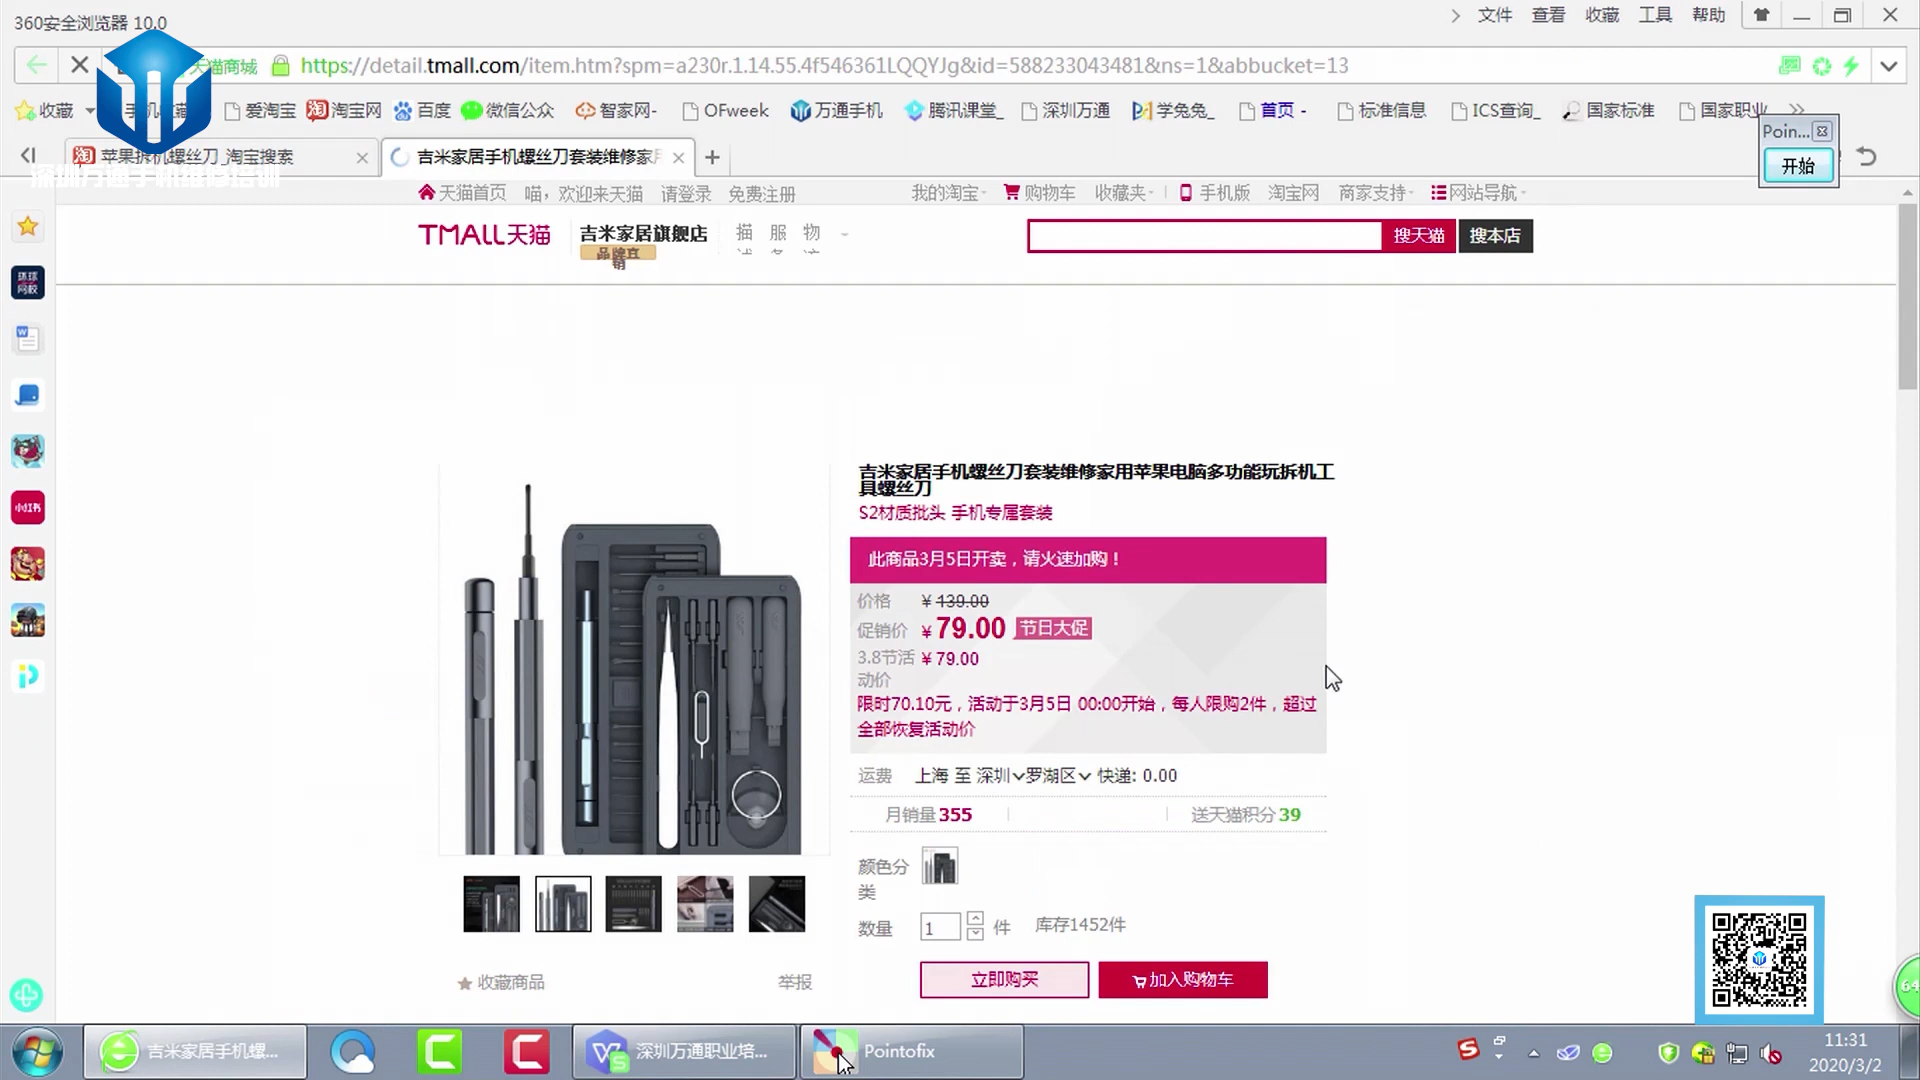 360安全浏览器 10.0
文件 查看 收藏 工具 帮助
天猫商城 https://detail.tmall.com/item.htm?spm=a230r.1.14.55.4f546361LQQYJg&id=588233043481&ns=1&abbucket=13
收藏 手机收藏 爱淘宝 淘宝网 百度 微信公众 智家网- OFweek 万通手机 腾讯课堂_ 深圳万通 学兔兔_ 首页 - 标准信息 ICS查询_ 国家标准 国家职业
Poin...
开始
苹果拆机螺丝刀_淘宝搜索 吉米家居手机螺丝刀套装维修家用
深圳万通手机维修培训
天猫首页 喵，欢迎来天猫 请登录 免费注册 我的淘宝 购物车 收藏夹 手机版 淘宝网 商家支持 网站导航
TMALL天猫 吉米家居旗舰店 描 服 物 搜天猫 搜本店
品牌直
销
环球
网校
小红书
吉米家居手机螺丝刀套装维修家用苹果电脑多功能玩拆机工
具螺丝刀
S2材质批头 手机专属套装
此商品3月5日开卖，请火速加购！
价格 ¥ 139.00
促销价 ¥ 79.00 节日大促
3.8节活 ¥ 79.00
动价
限时70.10元，活动于3月5日 00:00开始，每人限购2件，超过
全部恢复活动价
运费 上海 至 深圳 罗湖区 快递: 0.00
月销量 355 送天猫积分 39
颜色分
类
数量 1 件 库存1452件
收藏商品 举报 立即购买 加入购物车
64
吉米家居手机螺... 深圳万通职业培... Pointofix
11:31
2020/3/2